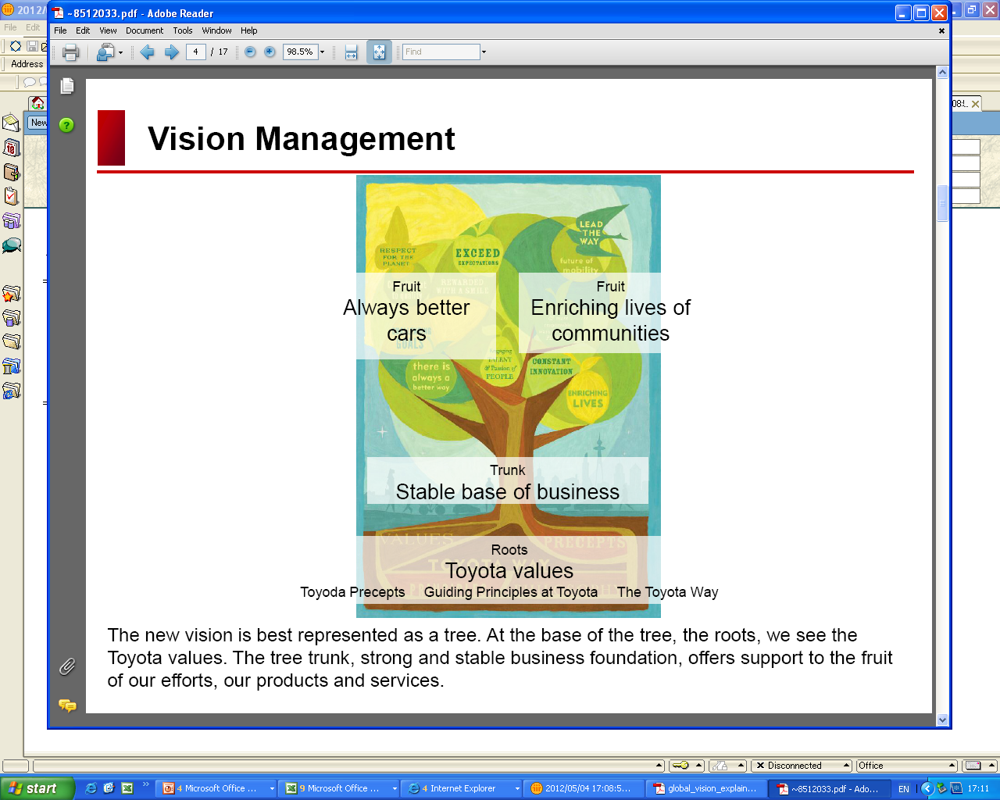 2012/
~8512033.pdf - Adobe Reader
File Edit
File Edit View Document Tools Window Help
4 / 17 98.5% Find
Address
New
08:1..
Vision Management
RESPECT
FOR THE
PLANET
EXCEED
EXPECTATIONS
LEAD
THE
WAY
future of
mobility
REWARDED
WITH A SMILE
Fruit
Always better
cars
GOALS
Fruit
Enriching lives of
communities
there is
always a
better way
Engaging
TALENT
& Passion of
PEOPLE
CONSTANT
INNOVATION
ENRICHING
LIVES
Trunk
Stable base of business
VALUES PRECEPTS
Roots
TOYOTA WAY
Toyota values
Toyoda Precepts Guiding Principles at Toyota The Toyota Way
The new vision is best represented as a tree. At the base of the tree, the roots, we see the
Toyota values. The tree trunk, strong and stable business foundation, offers support to the fruit
of our efforts, our products and services.
Disconnected Office
start 4 Microsoft Office ... 9 Microsoft Office ... 4 Internet Explorer 2012/05/04 17:08:5... global_vision_explain... ~8512033.pdf - Ado... EN 17:11